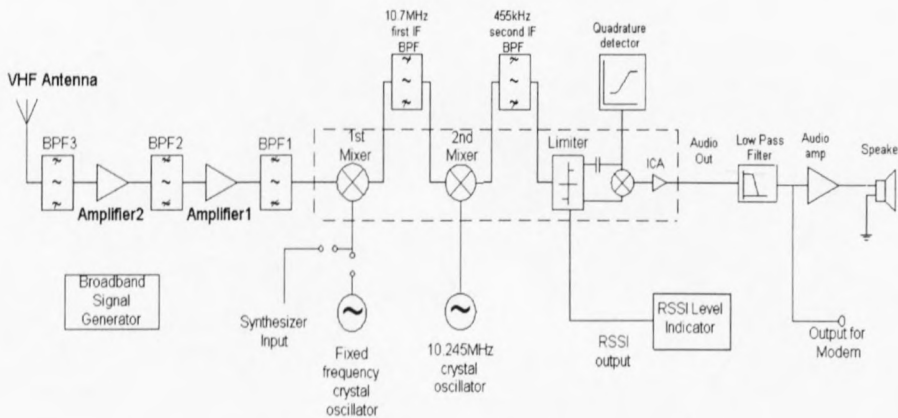 10.7MHz
first IF
BPF
455kHz
second IF
BPF
Quadrature
detector
VHF Antenna
BPF3
BPF2
BPF1
1st
Mixer
2nd
Mixer
Limiter
ICA
Audio
Out
Low Pass
Filter
Audio
amp
Speake
Amplifier2
Amplifier1
Broadband
Signal
Generator
Synthesizer
Input
Fixed
frequency
crystal
oscillator
10.245MHz
crystal
oscillator
RSSI
output
RSSI Level
Indicator
Output for
Modern